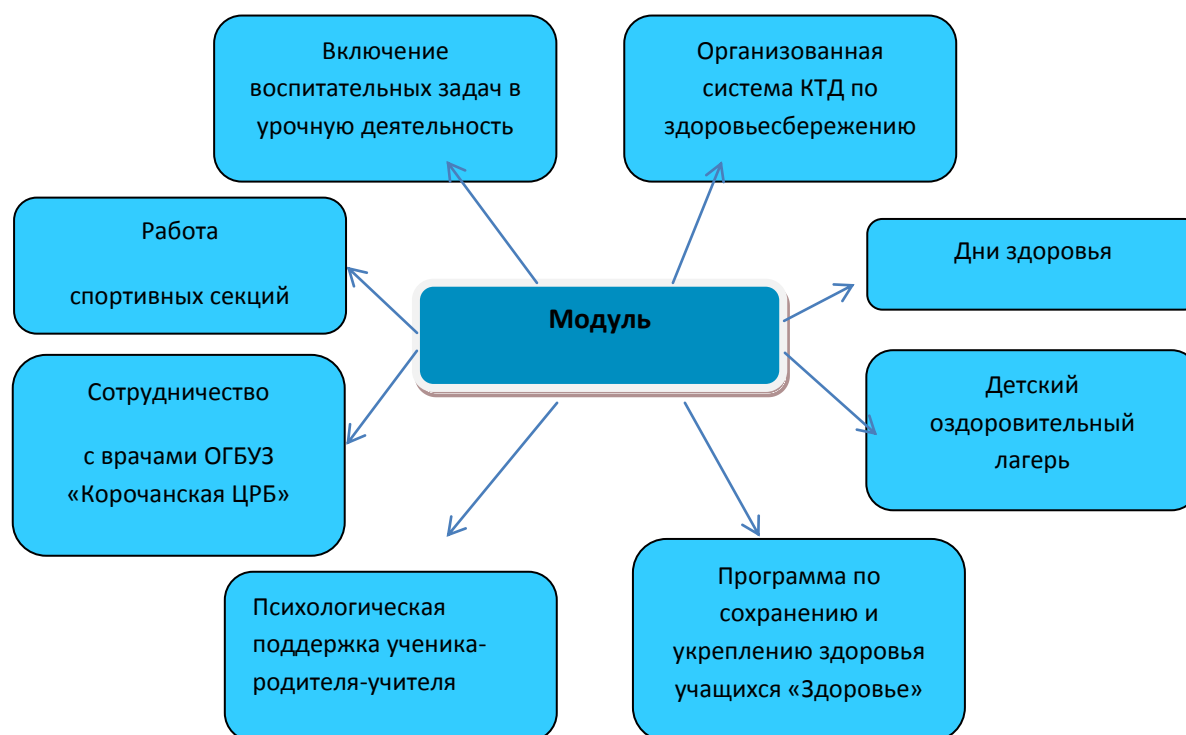 Включение
воспитательных задач в
урочную деятельность
Организованная
система КТД по
здоровьесбережению
Работа
спортивных секций
Дни здоровья
Модуль
Сотрудничество
с врачами ОГБУЗ
«Корочанская ЦРБ»
Детский
оздоровительный
лагерь
Психологическая
поддержка ученика-
родителя-учителя
Программа по
сохранению и
укреплению здоровья
учащихся «Здоровье»